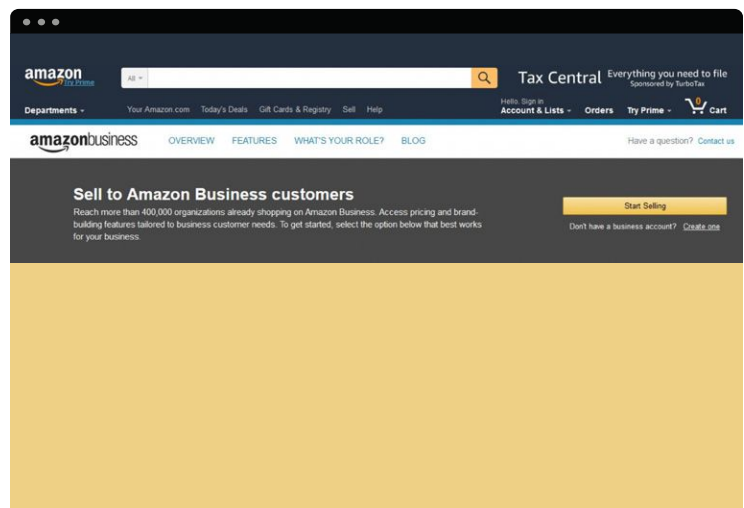 amazon
Try Prime
All
Tax Central
Everything you need to file
Sponsored by TurboTax
Departments
Your Amazon.com Today's Deals Gift Cards & Registry Sell Help
Hello. Sign in
Account & Lists Orders Try Prime 0 Cart
amazonbusiness OVERVIEW FEATURES WHAT'S YOUR ROLE? BLOG Have a question? Contact us
Sell to Amazon Business customers
Reach more than 400,000 organizations already shopping on Amazon Business. Access pricing and brand-
building features tailored to business customer needs. To get started, select the option below that best works
for your business.
Start Selling
Don't have a business account? Create one